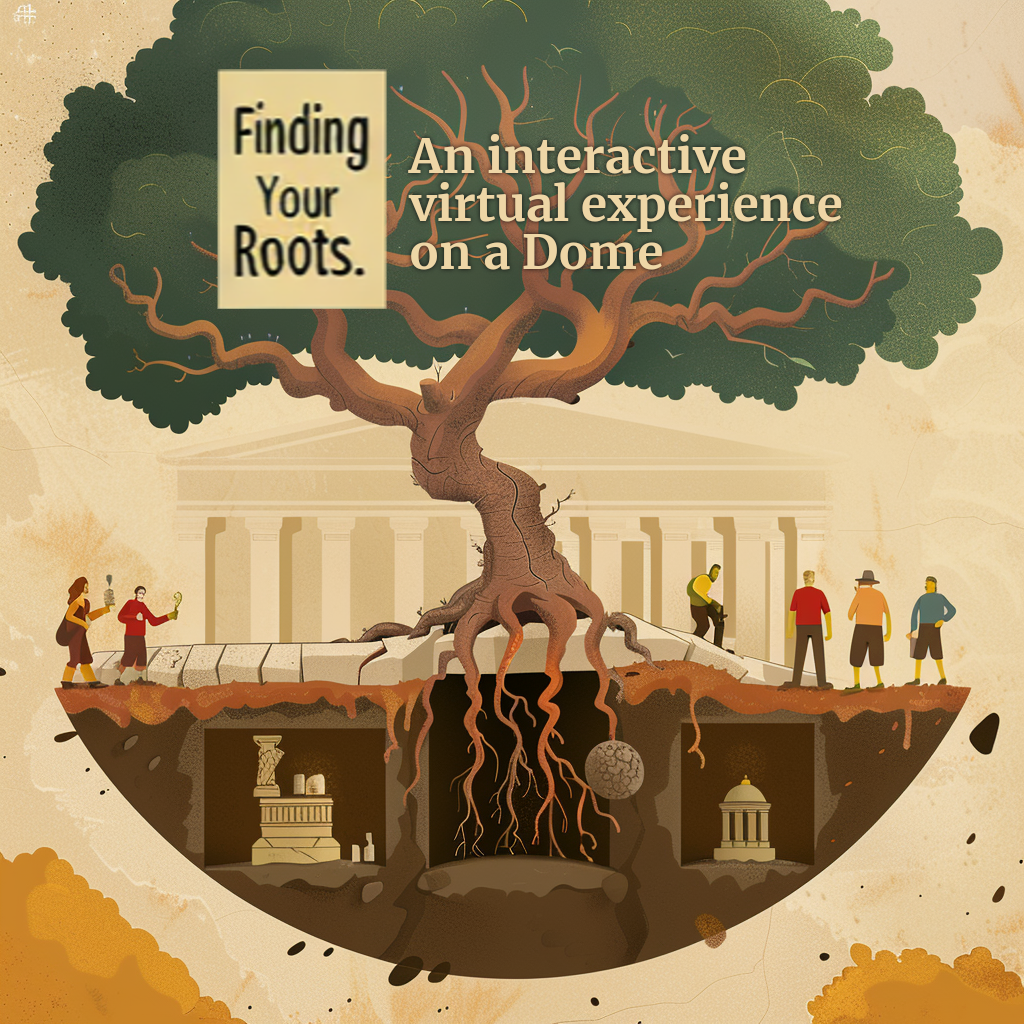 Finding
Your
Roots.
An interactive
virtual experience
on a Dome